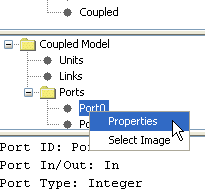 Coupled
Coupled Model
Units
Links
Ports
Port0
Properties
Select Image
Port ID:
Port In/Out: In
Port Type: Integer